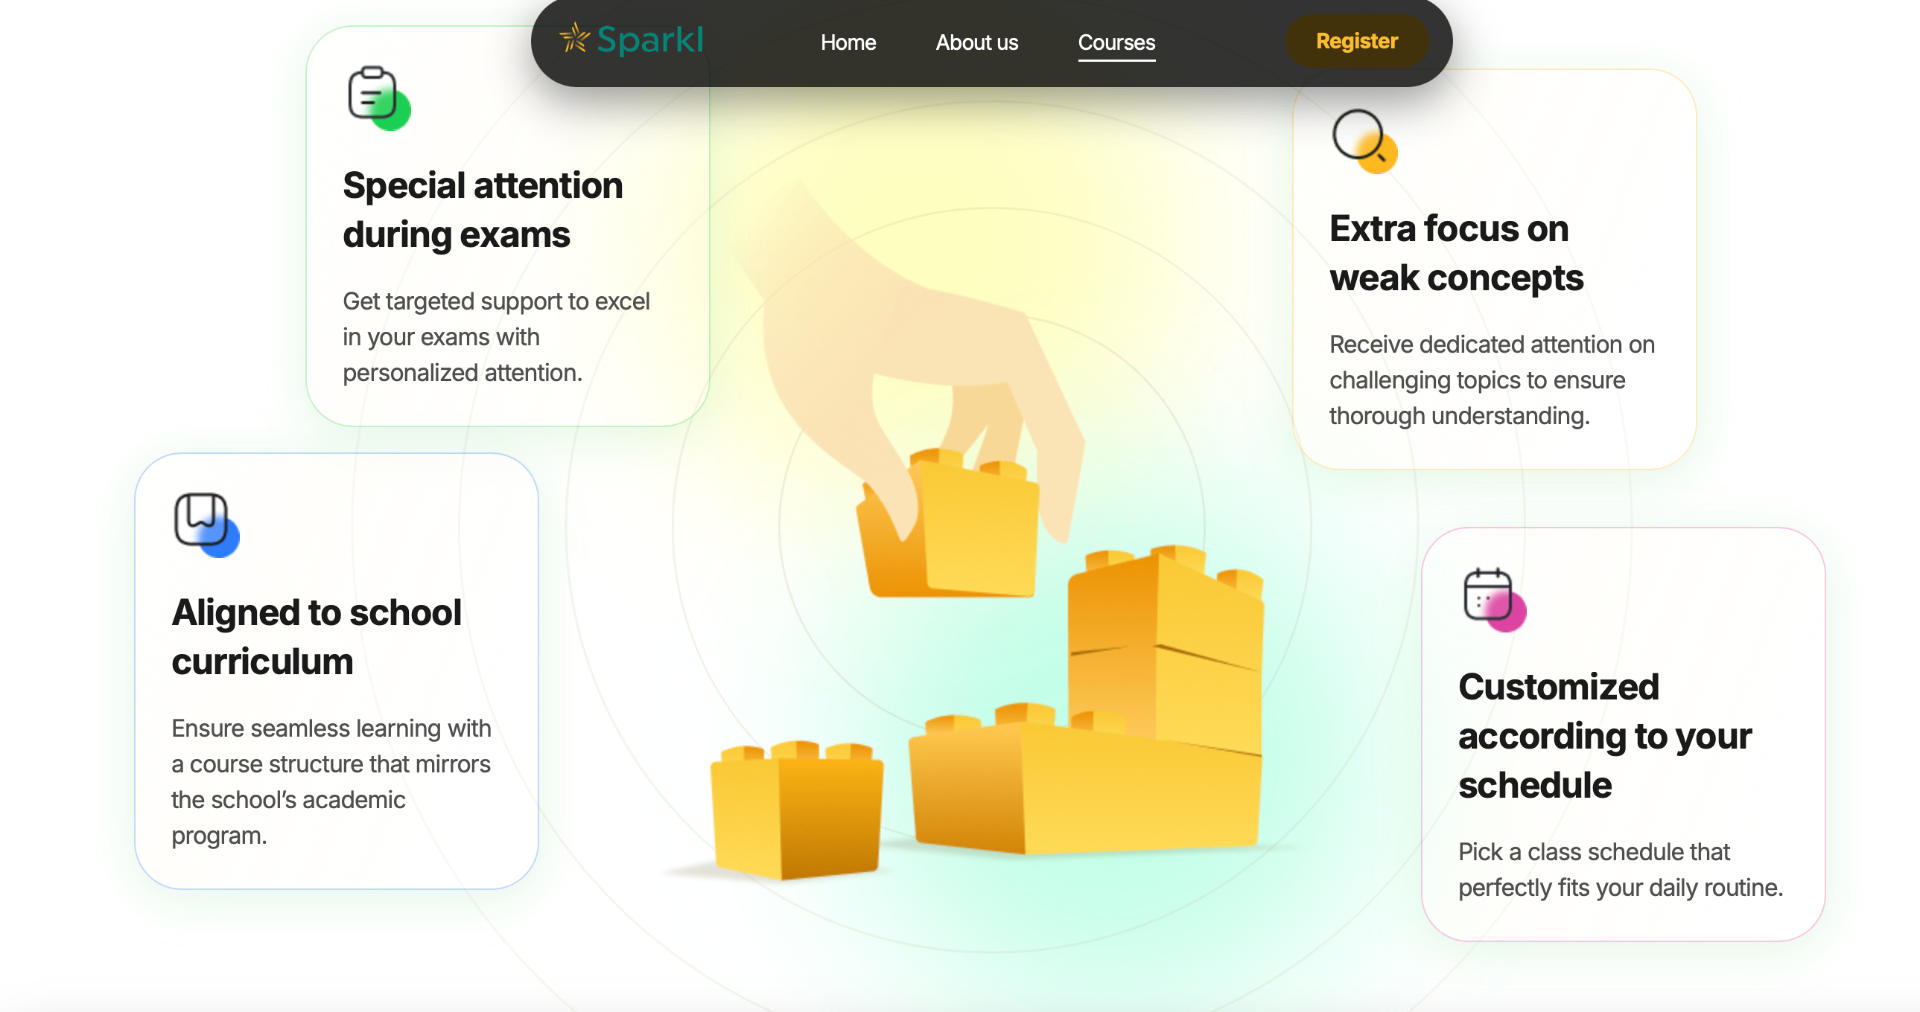 Sparkl
Home
About us
Courses
Register
Special attention
during exams
Get targeted support to excel
in your exams with
personalized attention.
Extra focus on
weak concepts
Receive dedicated attention on
challenging topics to ensure
thorough understanding.
Aligned to school
curriculum
Ensure seamless learning with
a course structure that mirrors
the school’s academic
program.
Customized
according to your
schedule
Pick a class schedule that
perfectly fits your daily routine.